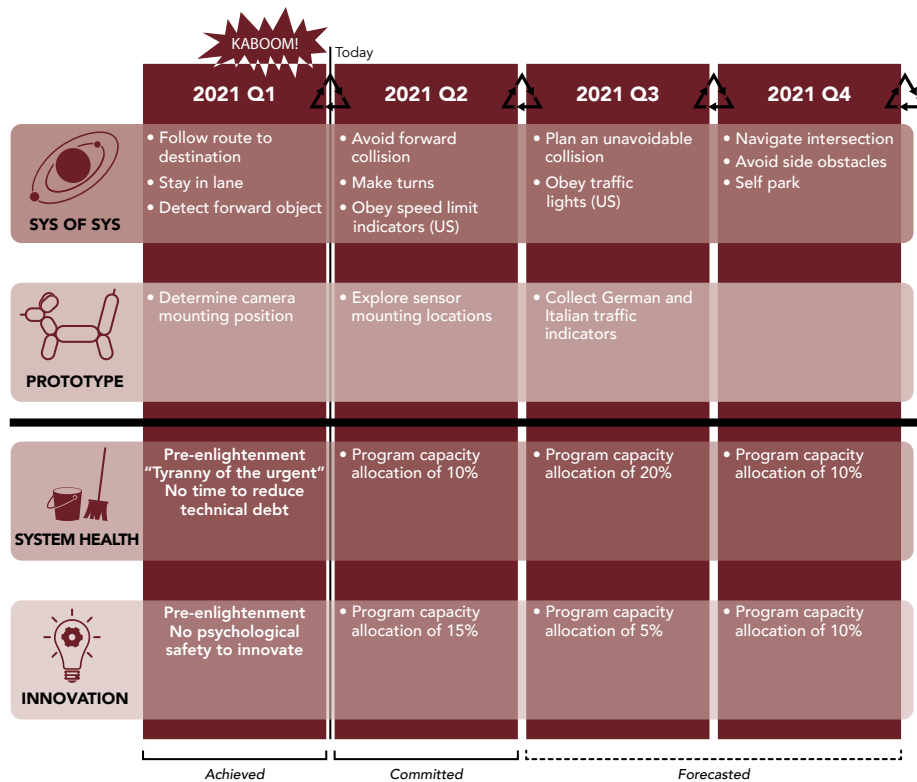 KABOOM!
Today
2021 Q1
2021 Q2
2021 Q3
2021 Q4
SYS OF SYS
• Follow route to
destination
• Stay in lane
• Detect forward object
• Avoid forward
collision
• Make turns
• Obey speed limit
indicators (US)
• Plan an unavoidable
collision
• Obey traffic
lights (US)
• Navigate intersection
• Avoid side obstacles
• Self park
PROTOTYPE
• Determine camera
mounting position
• Explore sensor
mounting locations
• Collect German and
Italian traffic
indicators
SYSTEM HEALTH
Pre-enlightenment
“Tyranny of the urgent”
No time to reduce
technical debt
• Program capacity
allocation of 10%
• Program capacity
allocation of 20%
• Program capacity
allocation of 10%
INNOVATION
Pre-enlightenment
No psychological
safety to innovate
• Program capacity
allocation of 15%
• Program capacity
allocation of 5%
• Program capacity
allocation of 10%
Achieved
Committed
Forecasted